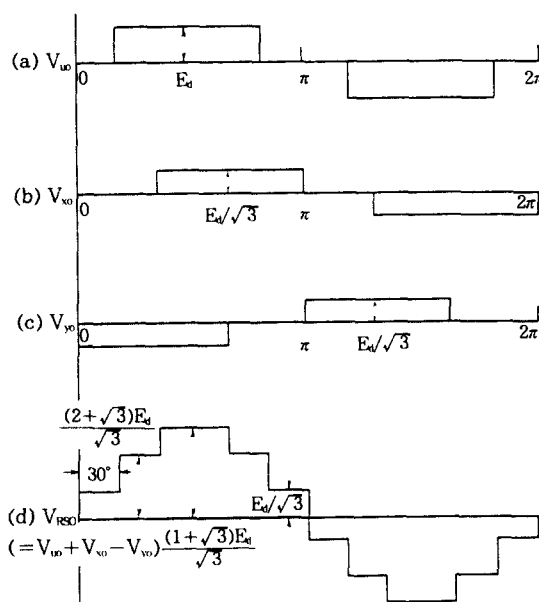 (a) V_uo
0
E_d
π
2π
(b) V_xo
0
E_d/√3
π
2π
(c) V_yo
0
π
E_d/√3
2π
(2+√3)E_d/√3
30°
E_d/√3
(d) V_RSO
(=V_uo+V_xo−V_yo) (1+√3)E_d/√3